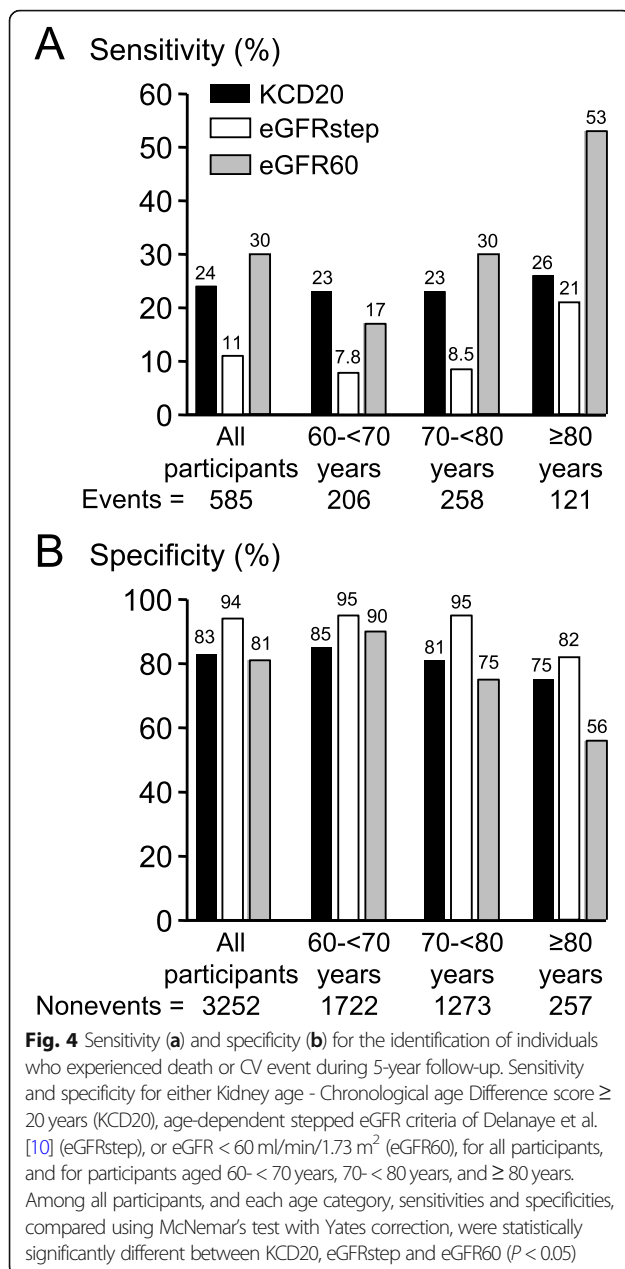 A Sensitivity (%)
60
50
40
30
20
10
0
KCD20
eGFRstep
eGFR60
24 11 30 23 7.8 17 23 8.5 30 26 21 53
All 60-<70 70-<80 ≥80
participants years years years
Events = 585 206 258 121
B Specificity (%)
100
80
60
40
20
0
83 94 81 85 95 90 81 95 75 75 82 56
All 60-<70 70-<80 ≥80
participants years years years
Nonevents = 3252 1722 1273 257
Fig. 4 Sensitivity (a) and specificity (b) for the identification of individuals
who experienced death or CV event during 5-year follow-up. Sensitivity
and specificity for either Kidney age - Chronological age Difference score ≥
20 years (KCD20), age-dependent stepped eGFR criteria of Delanaye et al.
[10] (eGFRstep), or eGFR < 60 ml/min/1.73 m² (eGFR60), for all participants,
and for participants aged 60- < 70 years, 70- < 80 years, and ≥ 80 years.
Among all participants, and each age category, sensitivities and specificities,
compared using McNemar's test with Yates correction, were statistically
significantly different between KCD20, eGFRstep and eGFR60 (P < 0.05)